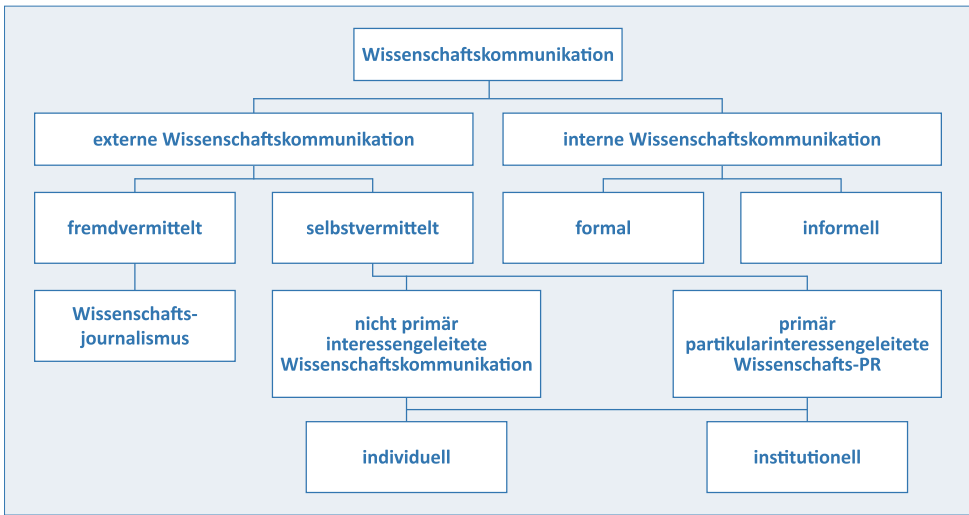 Wissenschaftskommunikation
externe Wissenschaftskommunikation
interne Wissenschaftskommunikation
fremdvermittelt
selbstvermittelt
formal
informell
Wissenschafts-
journalismus
nicht primär
interessengeleitete
Wissenschaftskommunikation
primär
partikularinteressengeleitete
Wissenschafts-PR
individuell
institutionell